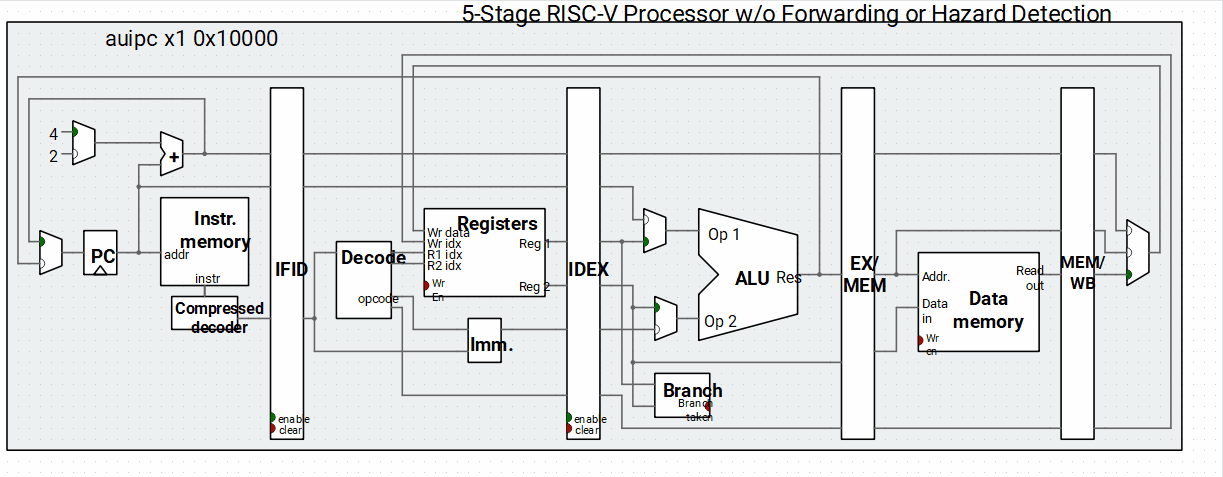 5-Stage RISC-V Processor w/o Forwarding or Hazard Detection
auipc x1 0x10000
4
2
+
PC
Instr.
memory
addr
instr
Compressed
decoder
IFID
enable
clear
Decode
opcode
Registers
Wr data
Wr idx
R1 idx
R2 idx
Wr
En
Reg 1
Reg 2
Imm.
IDEX
enable
clear
Op 1
Op 2
ALU
Res
Branch
Branch
taken
EX/
MEM
Addr.
Data
in
Wr
en
Data
memory
Read
out
MEM/
WB